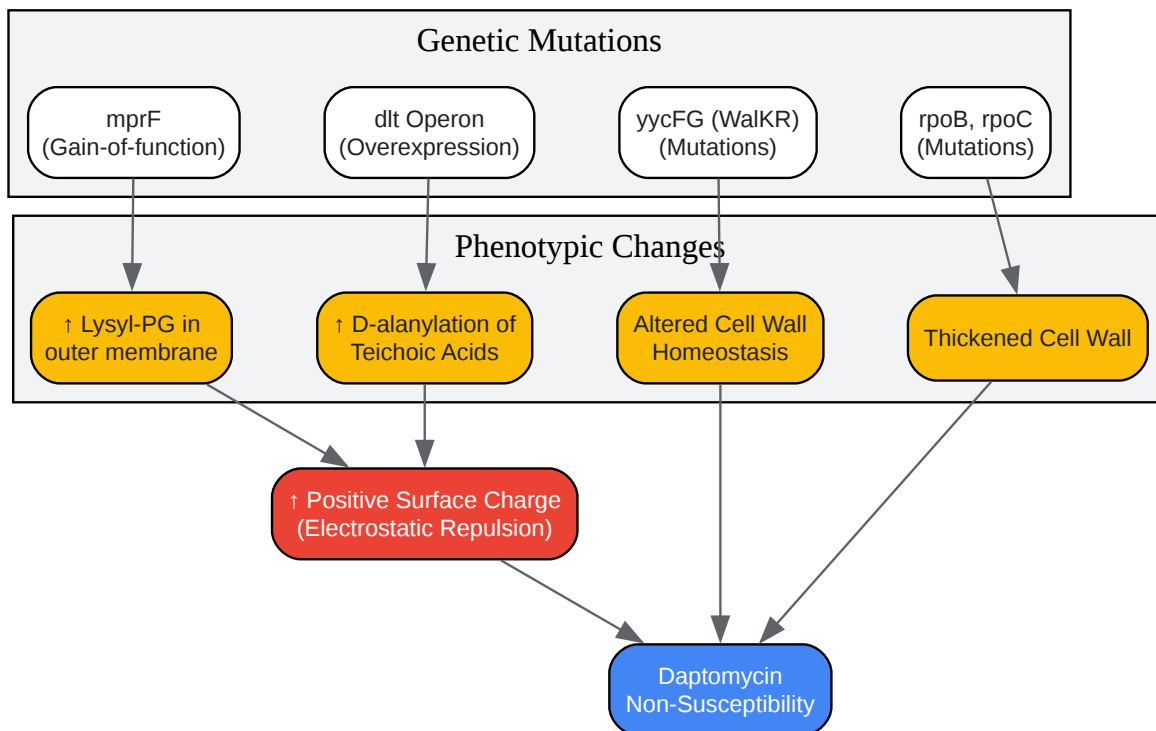 Genetic Mutations
mprF
(Gain-of-function)
dlt Operon
(Overexpression)
yycFG (WalKR)
(Mutations)
rpoB, rpoC
(Mutations)
Phenotypic Changes
↑ Lysyl-PG in
outer membrane
↑ D-alanylation of
Teichoic Acids
Altered Cell Wall
Homeostasis
Thickened Cell Wall
↑ Positive Surface Charge
(Electrostatic Repulsion)
Daptomycin
Non-Susceptibility